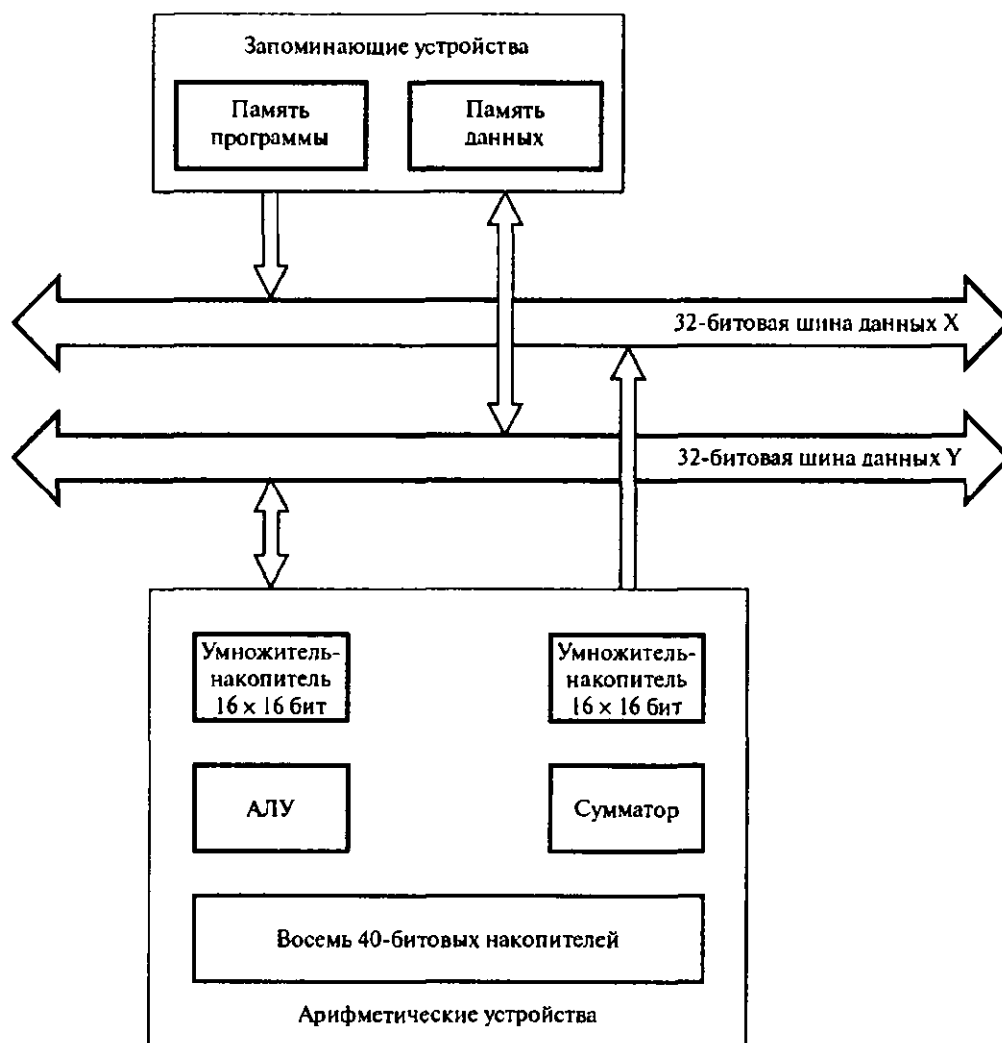 Запоминающие устройства
Память
программы
Память
данных
32-битовая шина данных X
32-битовая шина данных Y
Умножитель-
накопитель
16 × 16 бит
Умножитель-
накопитель
16 × 16 бит
АЛУ
Сумматор
Восемь 40-битовых накопителей
Арифметические устройства